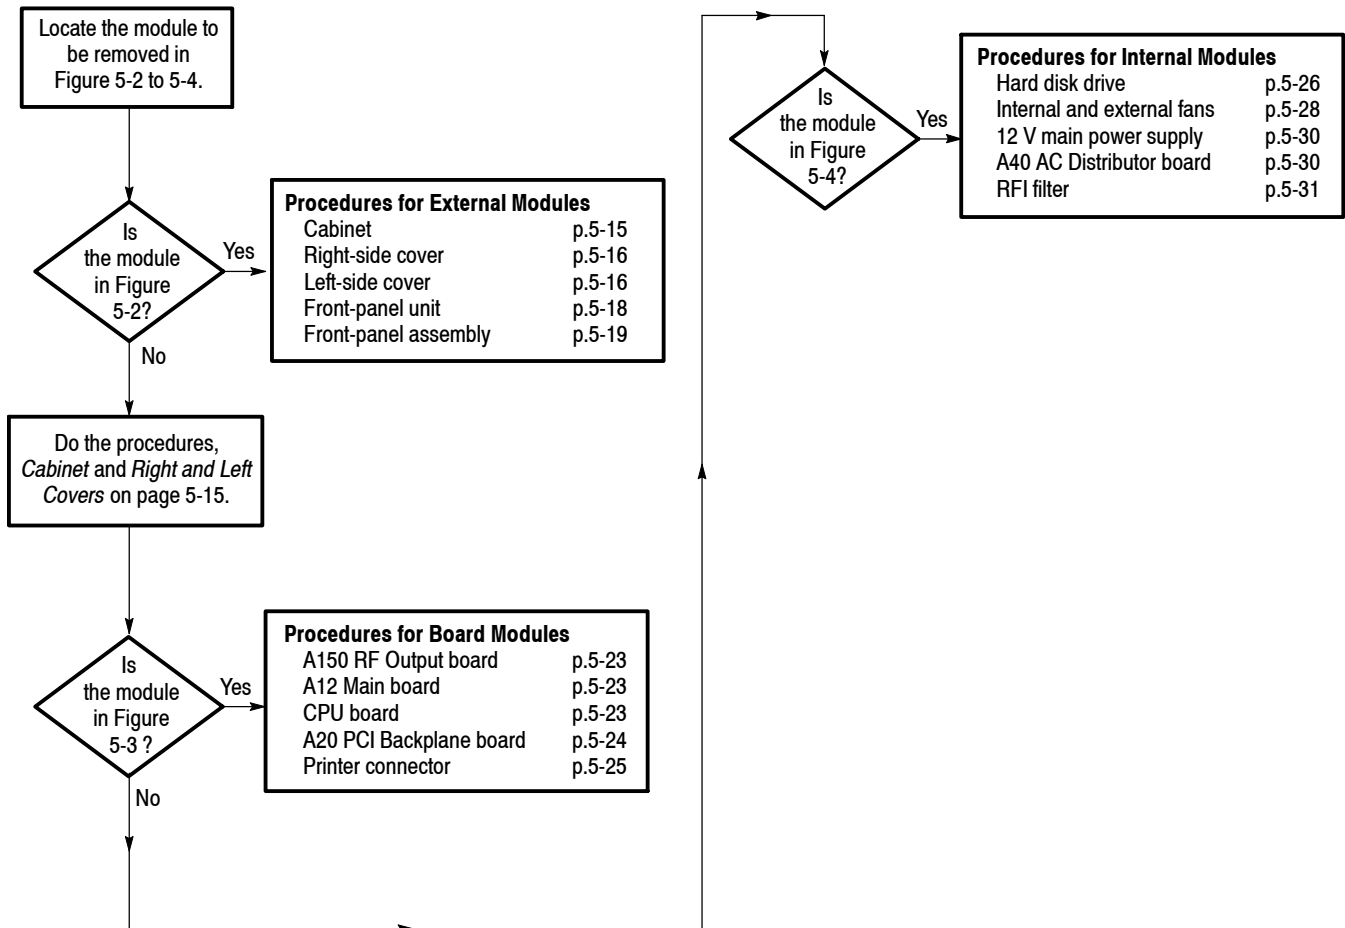 Locate the module to
be removed in
Figure 5-2 to 5-4.
Is
the module
in Figure
5-2?
Yes
No
Procedures for External Modules
Cabinet p.5-15
Right-side cover p.5-16
Left-side cover p.5-16
Front-panel unit p.5-18
Front-panel assembly p.5-19
Do the procedures,
Cabinet and Right and Left
Covers on page 5-15.
Is
the module
in Figure
5-3 ?
Yes
No
Procedures for Board Modules
A150 RF Output board p.5-23
A12 Main board p.5-23
CPU board p.5-23
A20 PCI Backplane board p.5-24
Printer connector p.5-25
Is
the module
in Figure
5-4?
Yes
Procedures for Internal Modules
Hard disk drive p.5-26
Internal and external fans p.5-28
12 V main power supply p.5-30
A40 AC Distributor board p.5-30
RFI filter p.5-31